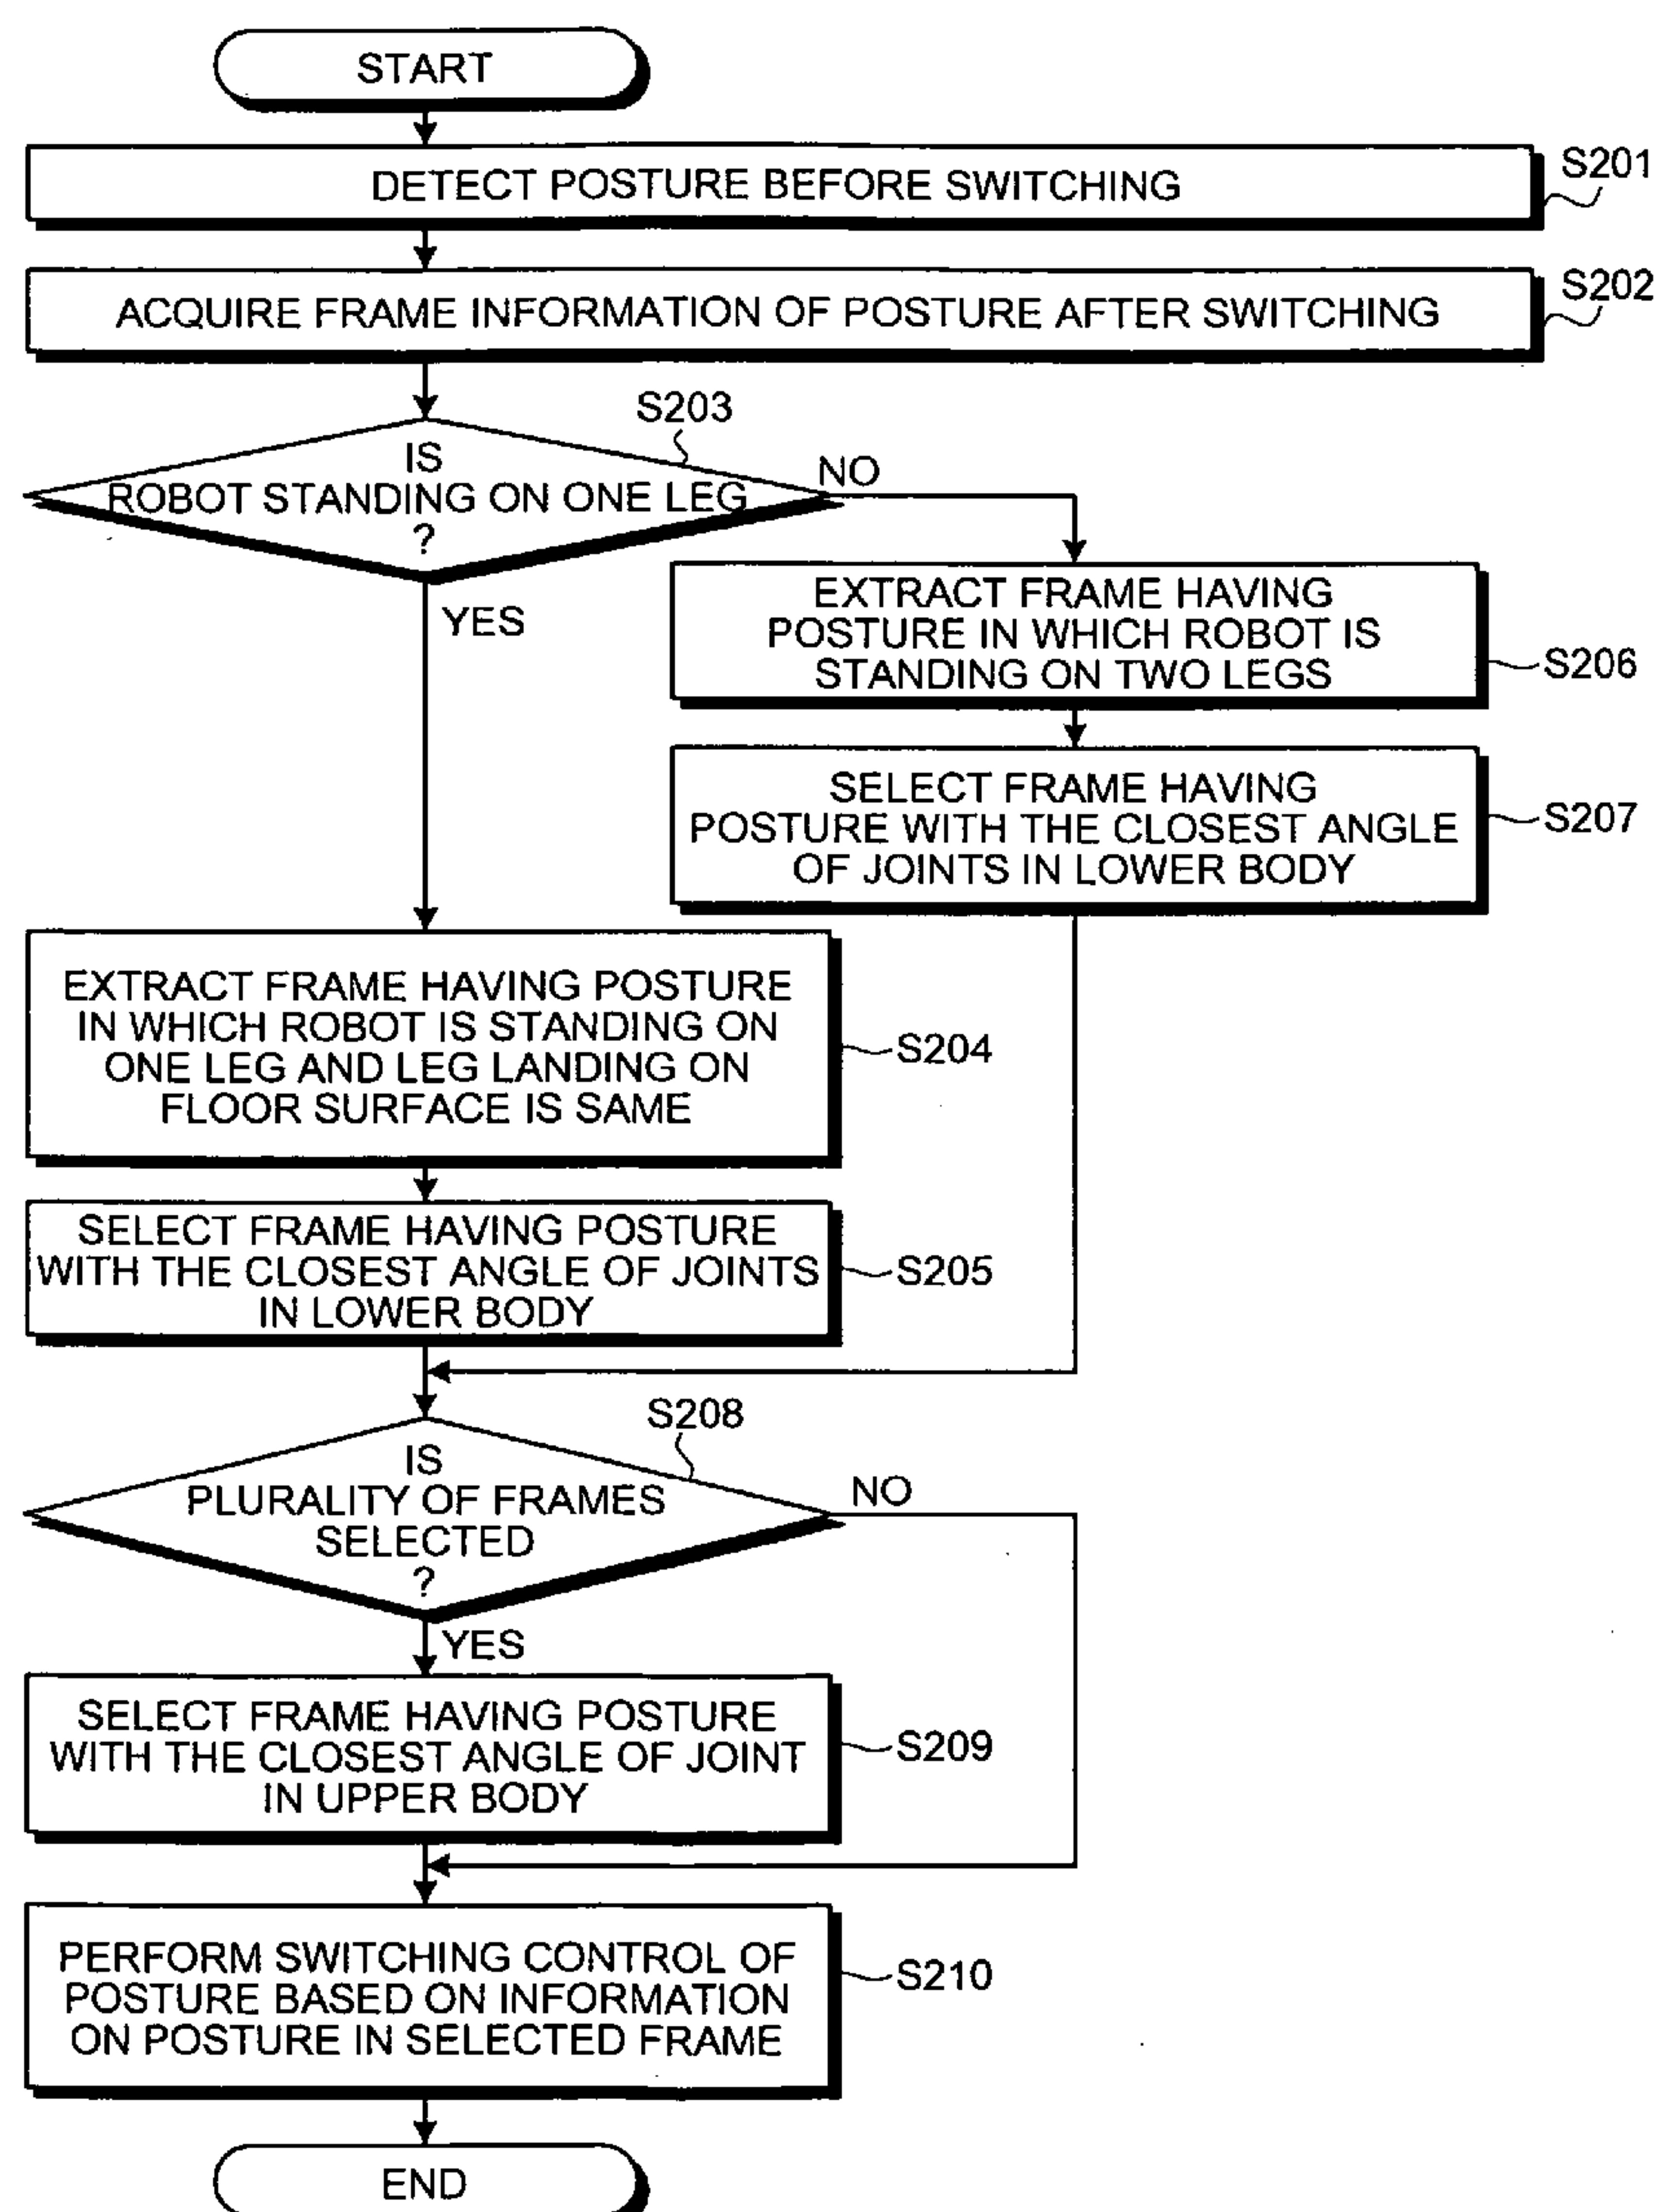 START
DETECT POSTURE BEFORE SWITCHING
S201
ACQUIRE FRAME INFORMATION OF POSTURE AFTER SWITCHING
S202
S203
IS
ROBOT STANDING ON ONE LEG
?
NO
YES
EXTRACT FRAME HAVING
POSTURE IN WHICH ROBOT IS
STANDING ON TWO LEGS
S206
SELECT FRAME HAVING
POSTURE WITH THE CLOSEST ANGLE
OF JOINTS IN LOWER BODY
S207
EXTRACT FRAME HAVING POSTURE
IN WHICH ROBOT IS STANDING ON
ONE LEG AND LEG LANDING ON
FLOOR SURFACE IS SAME
S204
SELECT FRAME HAVING POSTURE
WITH THE CLOSEST ANGLE OF JOINTS
IN LOWER BODY
S205
S208
IS
PLURALITY OF FRAMES
SELECTED
?
NO
YES
SELECT FRAME HAVING POSTURE
WITH THE CLOSEST ANGLE OF JOINT
IN UPPER BODY
S209
PERFORM SWITCHING CONTROL OF
POSTURE BASED ON INFORMATION
ON POSTURE IN SELECTED FRAME
S210
END